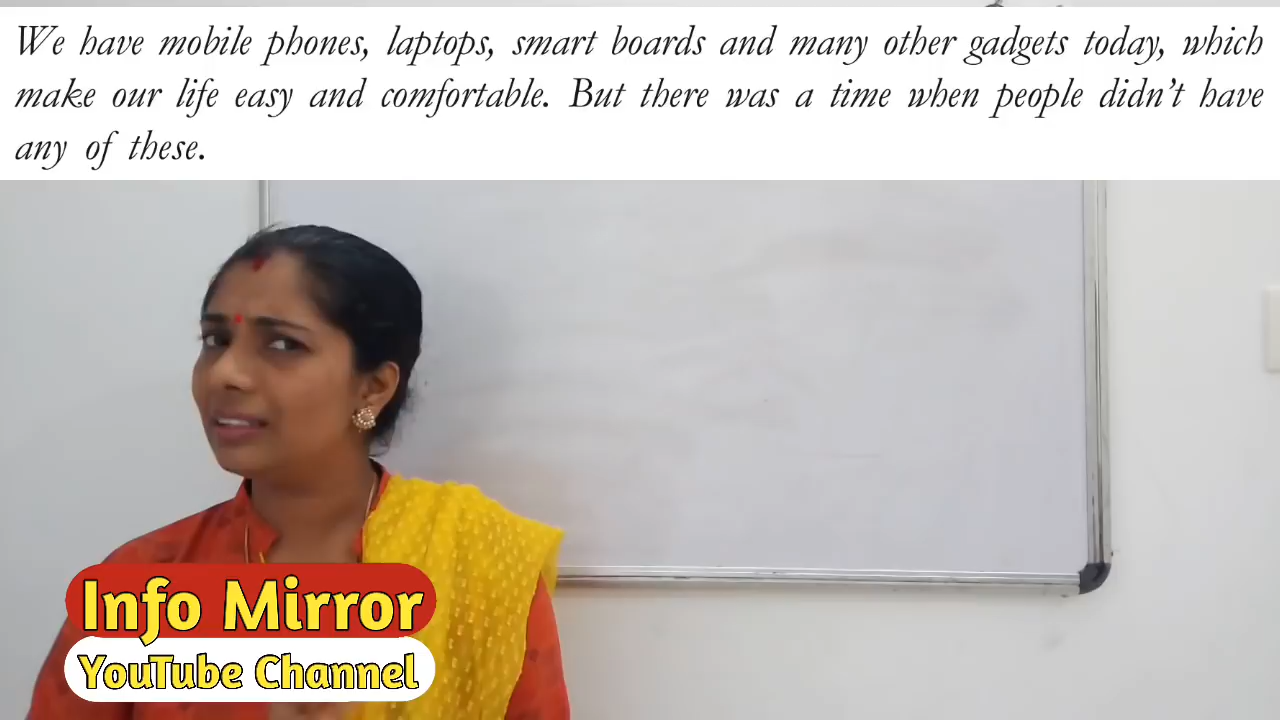 We have mobile phones, laptops, smart boards and many other gadgets today, which
make our life easy and comfortable. But there was a time when people didn't have
any of these.
Info Mirror
YouTube Channel